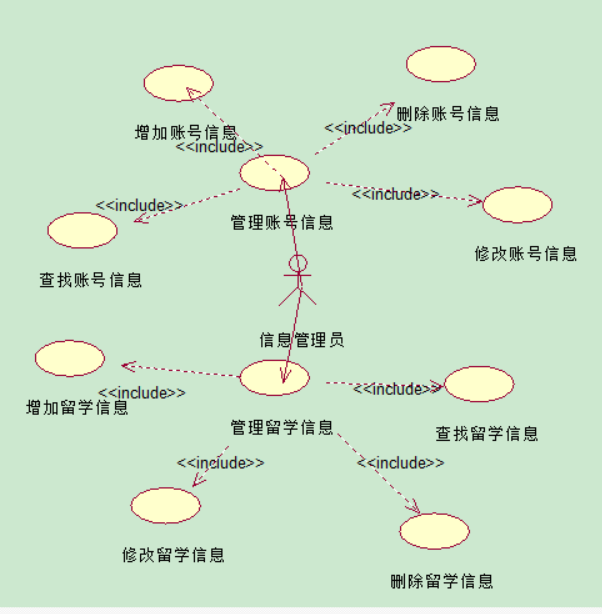 删除账号信息
增加账号信息
<<include>>
<<include>>
<<include>>
<<include>>
管理账号信息
修改账号信息
查找账号信息
信息管理员
<<include>>
<<include>>
增加留学信息
管理留学信息
查找留学信息
<<include>>
<<include>>
修改留学信息
删除留学信息